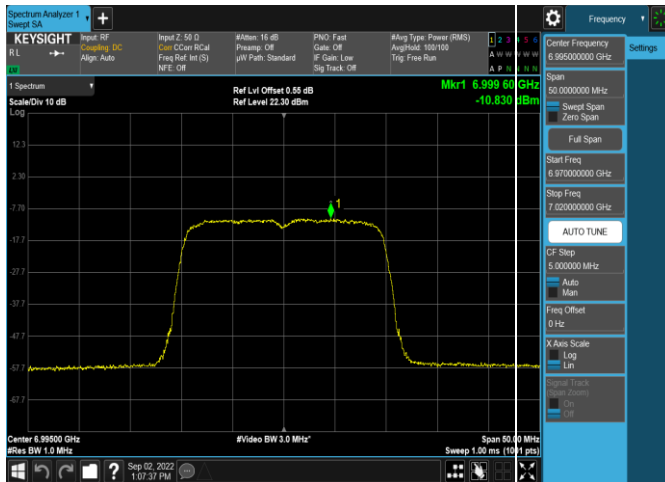 Spectrum Analyzer 1
Swept SA
Frequency
KEYSIGHT
R L
Input: RF
Coupling: DC
Align: Auto
Input Z: 50 Ω
Corr CCorr RCal
Freq Ref: Int (S)
NFE: Off
#Atten: 16 dB
Preamp: Off
µW Path: Standard
PNO: Fast
Gate: Off
IF Gain: Low
Sig Track: Off
#Avg Type: Power (RMS)
Avg|Hold: 100/100
Trig: Free Run
1 2 3 4 5 6
A W W W W W
A P N N N N
1 Spectrum
Scale/Div 10 dB
Log
Ref Lvl Offset 0.55 dB
Ref Level 22.30 dBm
Mkr1 6.999 60 GHz
-10.830 dBm
1
12.3
2.30
-7.70
-17.7
-27.7
-37.7
-47.7
-57.7
-67.7
Center 6.99500 GHz
#Res BW 1.0 MHz
#Video BW 3.0 MHz*
Span 50.00 MHz
Sweep 1.00 ms (1001 pts)
Sep 02, 2022
1:07:37 PM
?
Center Frequency
6.995000000 GHz
Settings
Span
50.0000000 MHz
Swept Span
Zero Span
Full Span
Start Freq
6.970000000 GHz
Stop Freq
7.020000000 GHz
AUTO TUNE
CF Step
5.000000 MHz
Auto
Man
Freq Offset
0 Hz
X Axis Scale
Log
Lin
Signal Track
(Span Zoom)
On
Off